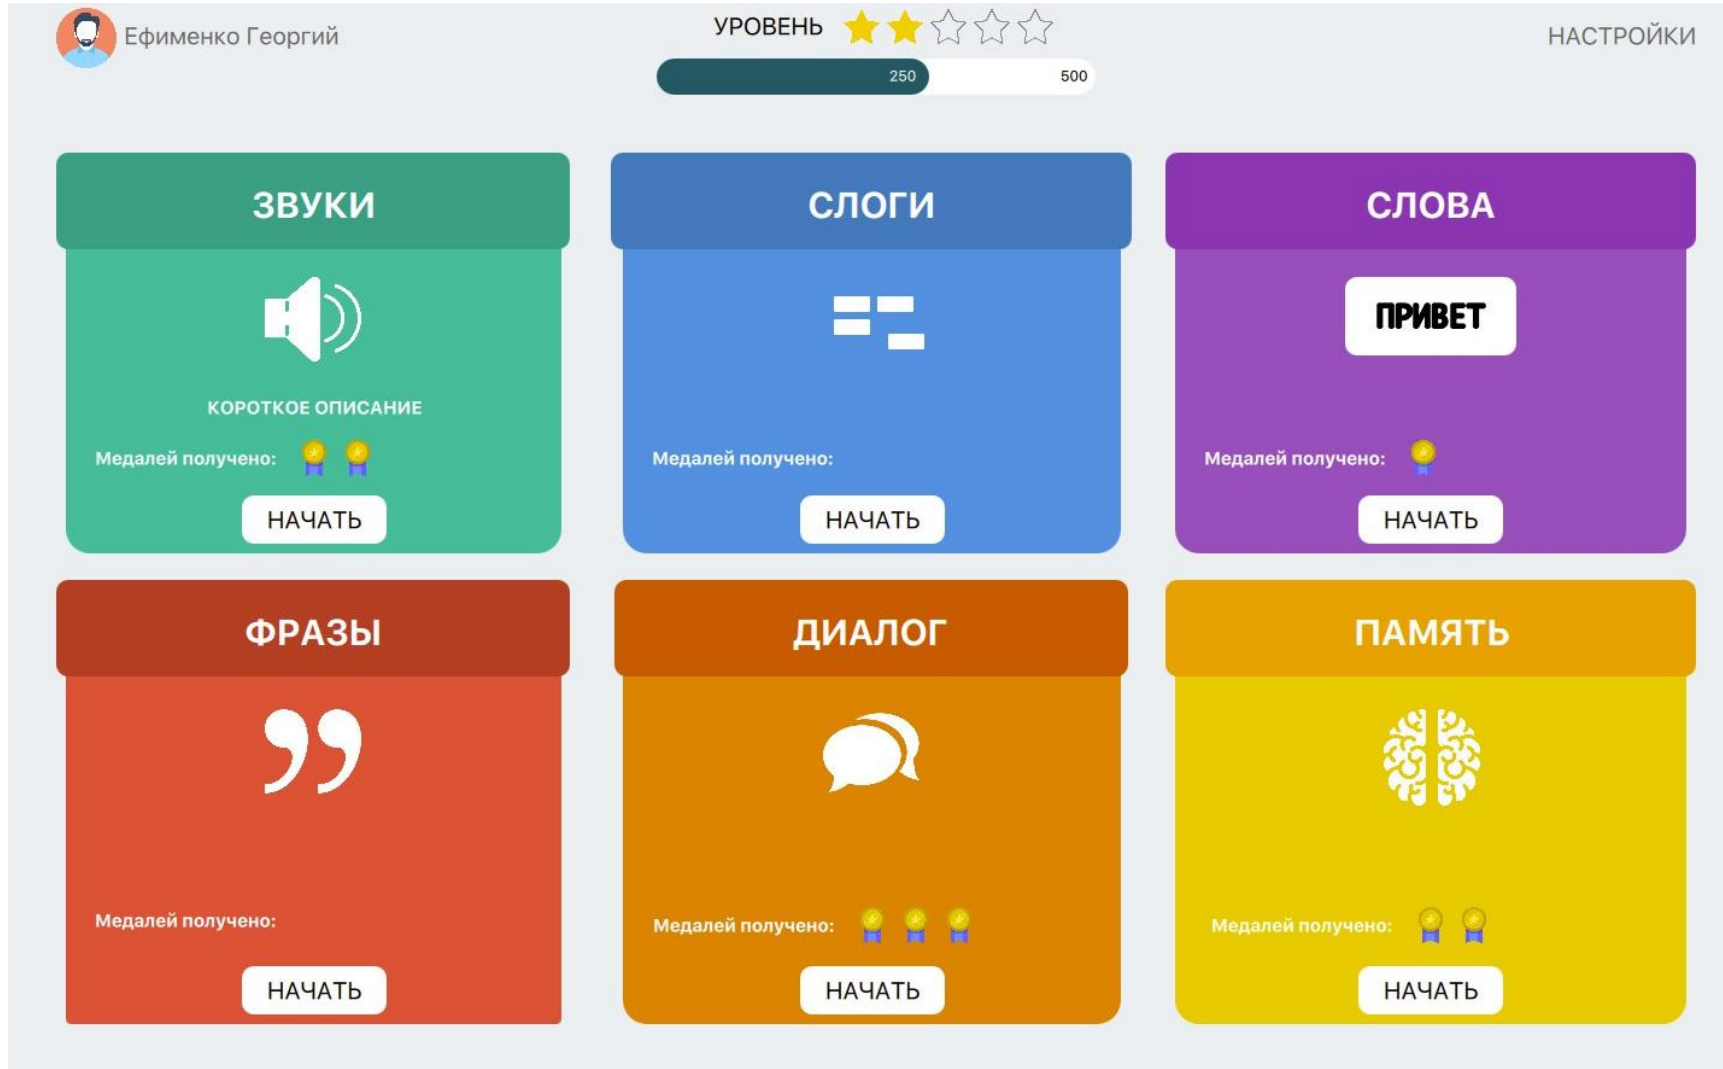 Ефименко Георгий
УРОВЕНЬ
НАСТРОЙКИ
250
500
ЗВУКИ
СЛОГИ
СЛОВА
ПРИВЕТ
КОРОТКОЕ ОПИСАНИЕ
Медалей получено:
Медалей получено:
Медалей получено:
НАЧАТЬ
НАЧАТЬ
НАЧАТЬ
ФРАЗЫ
ДИАЛОГ
ПАМЯТЬ
Медалей получено:
Медалей получено:
Медалей получено:
НАЧАТЬ
НАЧАТЬ
НАЧАТЬ